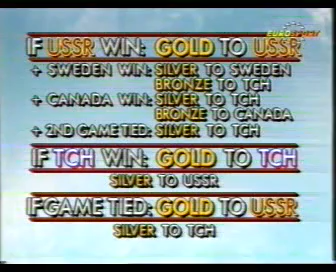 EUROSPORT
IF USSR WIN: GOLD TO USSR
+ SWEDEN WIN: SILVER TO SWEDEN
BRONZE TO TCH
+ CANADA WIN: SILVER TO TCH
BRONZE TO CANADA
+ 2ND GAME TIED: SILVER TO TCH
IF TCH WIN: GOLD TO TCH
SILVER TO USSR
IF GAME TIED: GOLD TO USSR
SILVER TO TCH